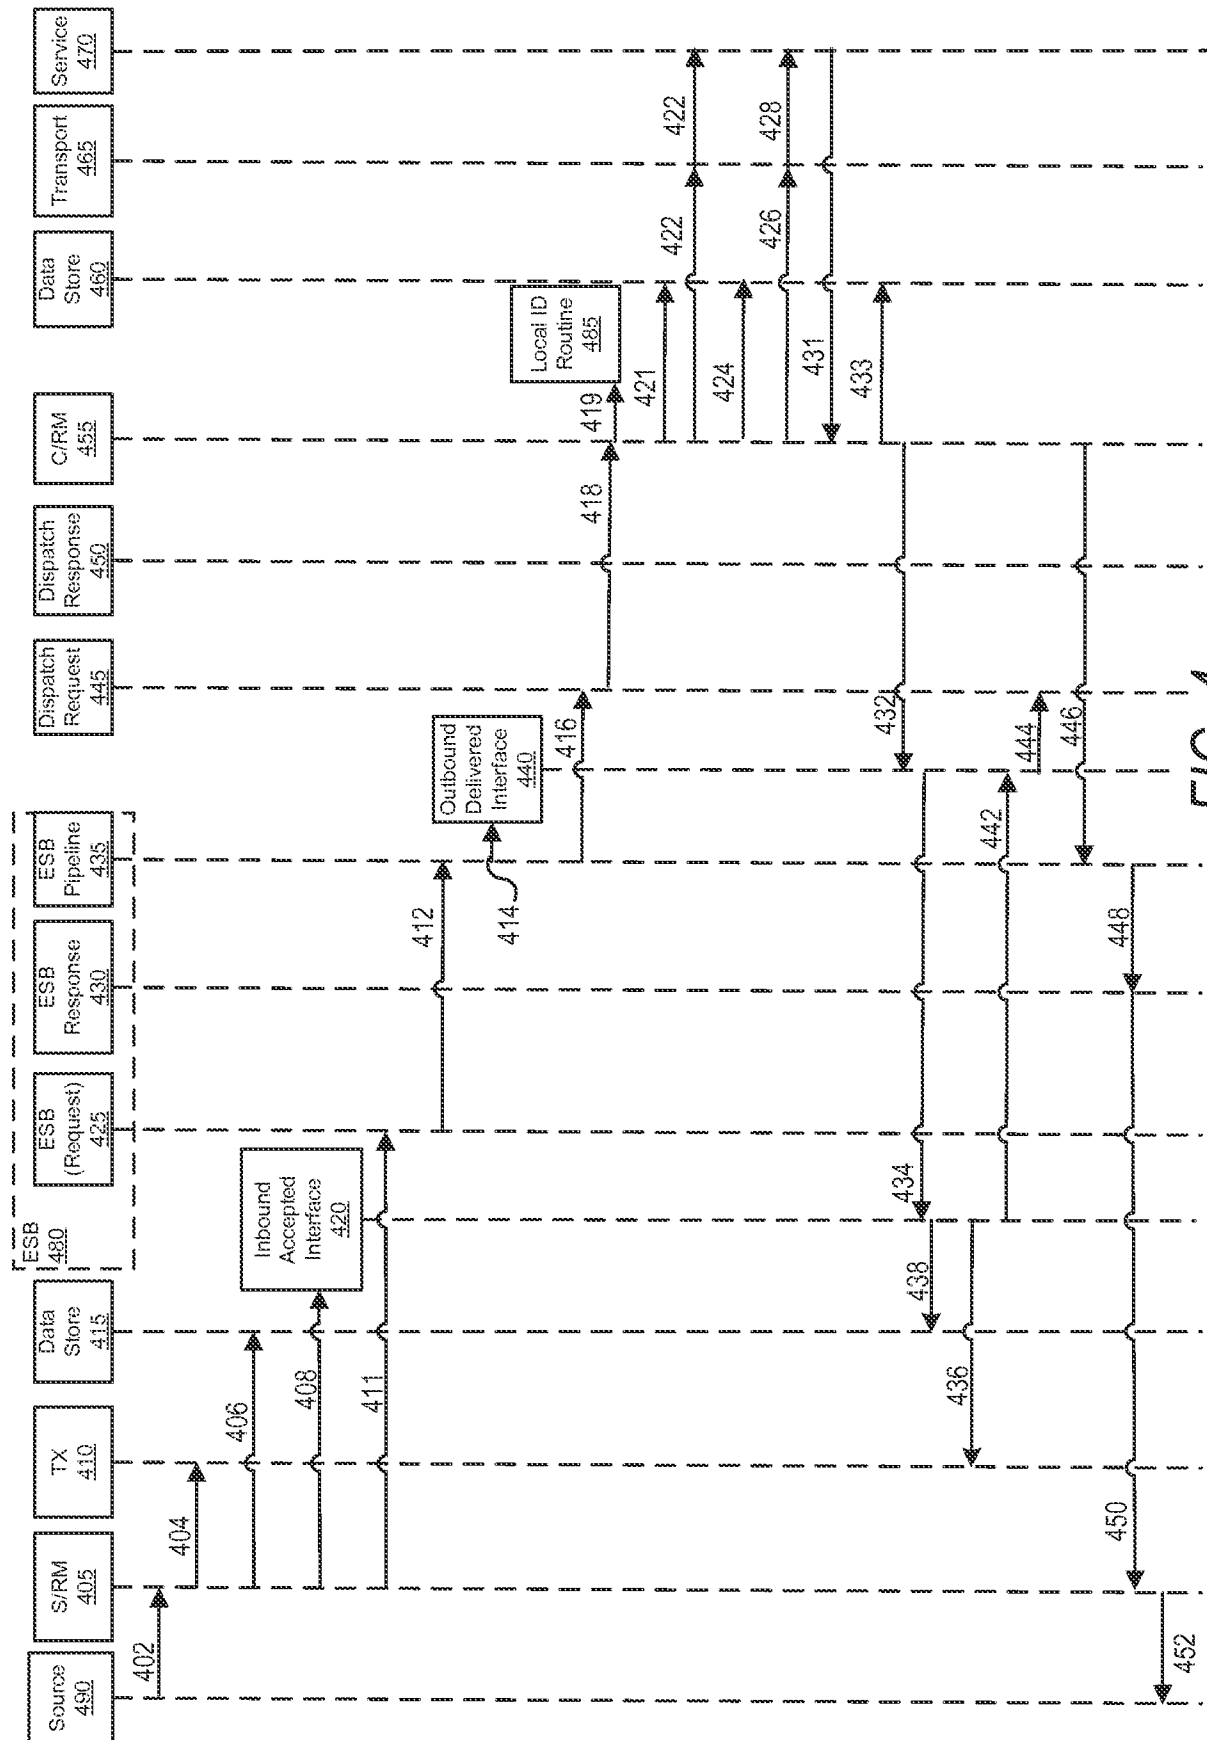 Source
490
S/RM
405
TX
410
Data
Store
415
ESB
480
ESB
(Request)
425
ESB
Response
430
ESB
Pipeline
435
Dispatch
Request
445
Dispatch
Response
450
C/RM
455
Data
Store
460
Transport
465
Service
470
402
404
406
408
Inbound
Accepted
Interface
420
411
412
414
Outbound
Delivered
Interface
440
416
418
419
Local ID
Routine
485
421
422
422
424
426
428
431
433
432
434
438
436
442
444
446
448
450
452
FIG. 4